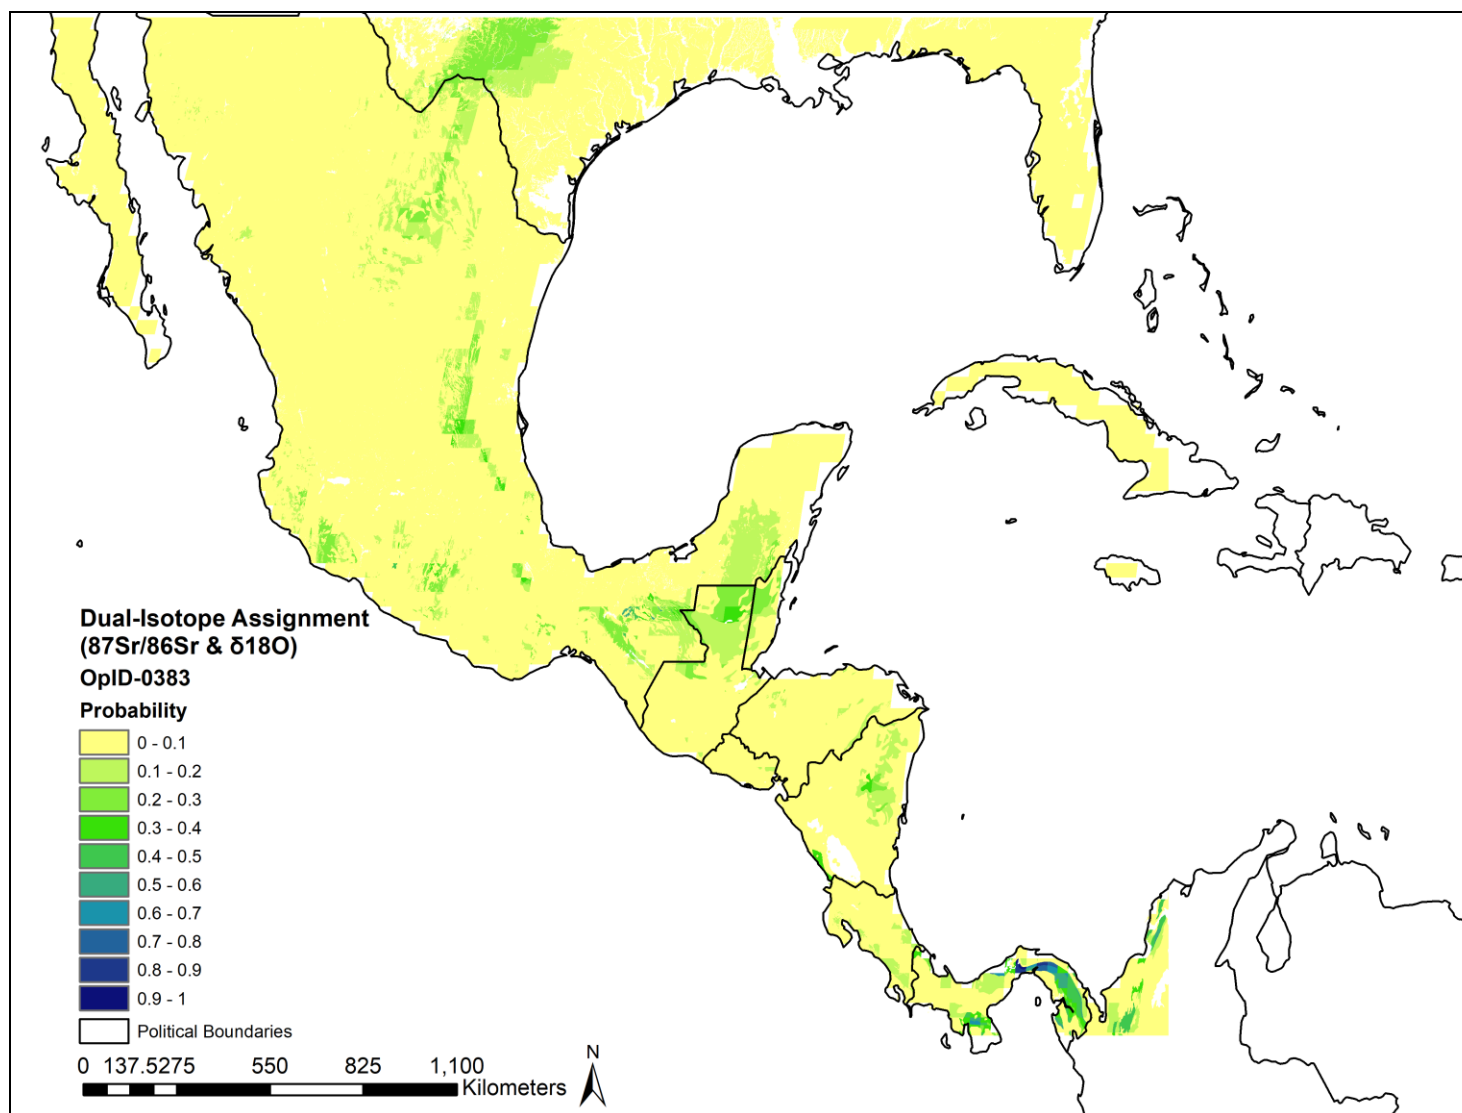 Dual-Isotope Assignment
(87Sr/86Sr & δ18O)
OpID-0383
Probability
0 - 0.1
0.1 - 0.2
0.2 - 0.3
0.3 - 0.4
0.4 - 0.5
0.5 - 0.6
0.6 - 0.7
0.7 - 0.8
0.8 - 0.9
0.9 - 1
Political Boundaries
0 137.5275 550 825 1,100
Kilometers
N